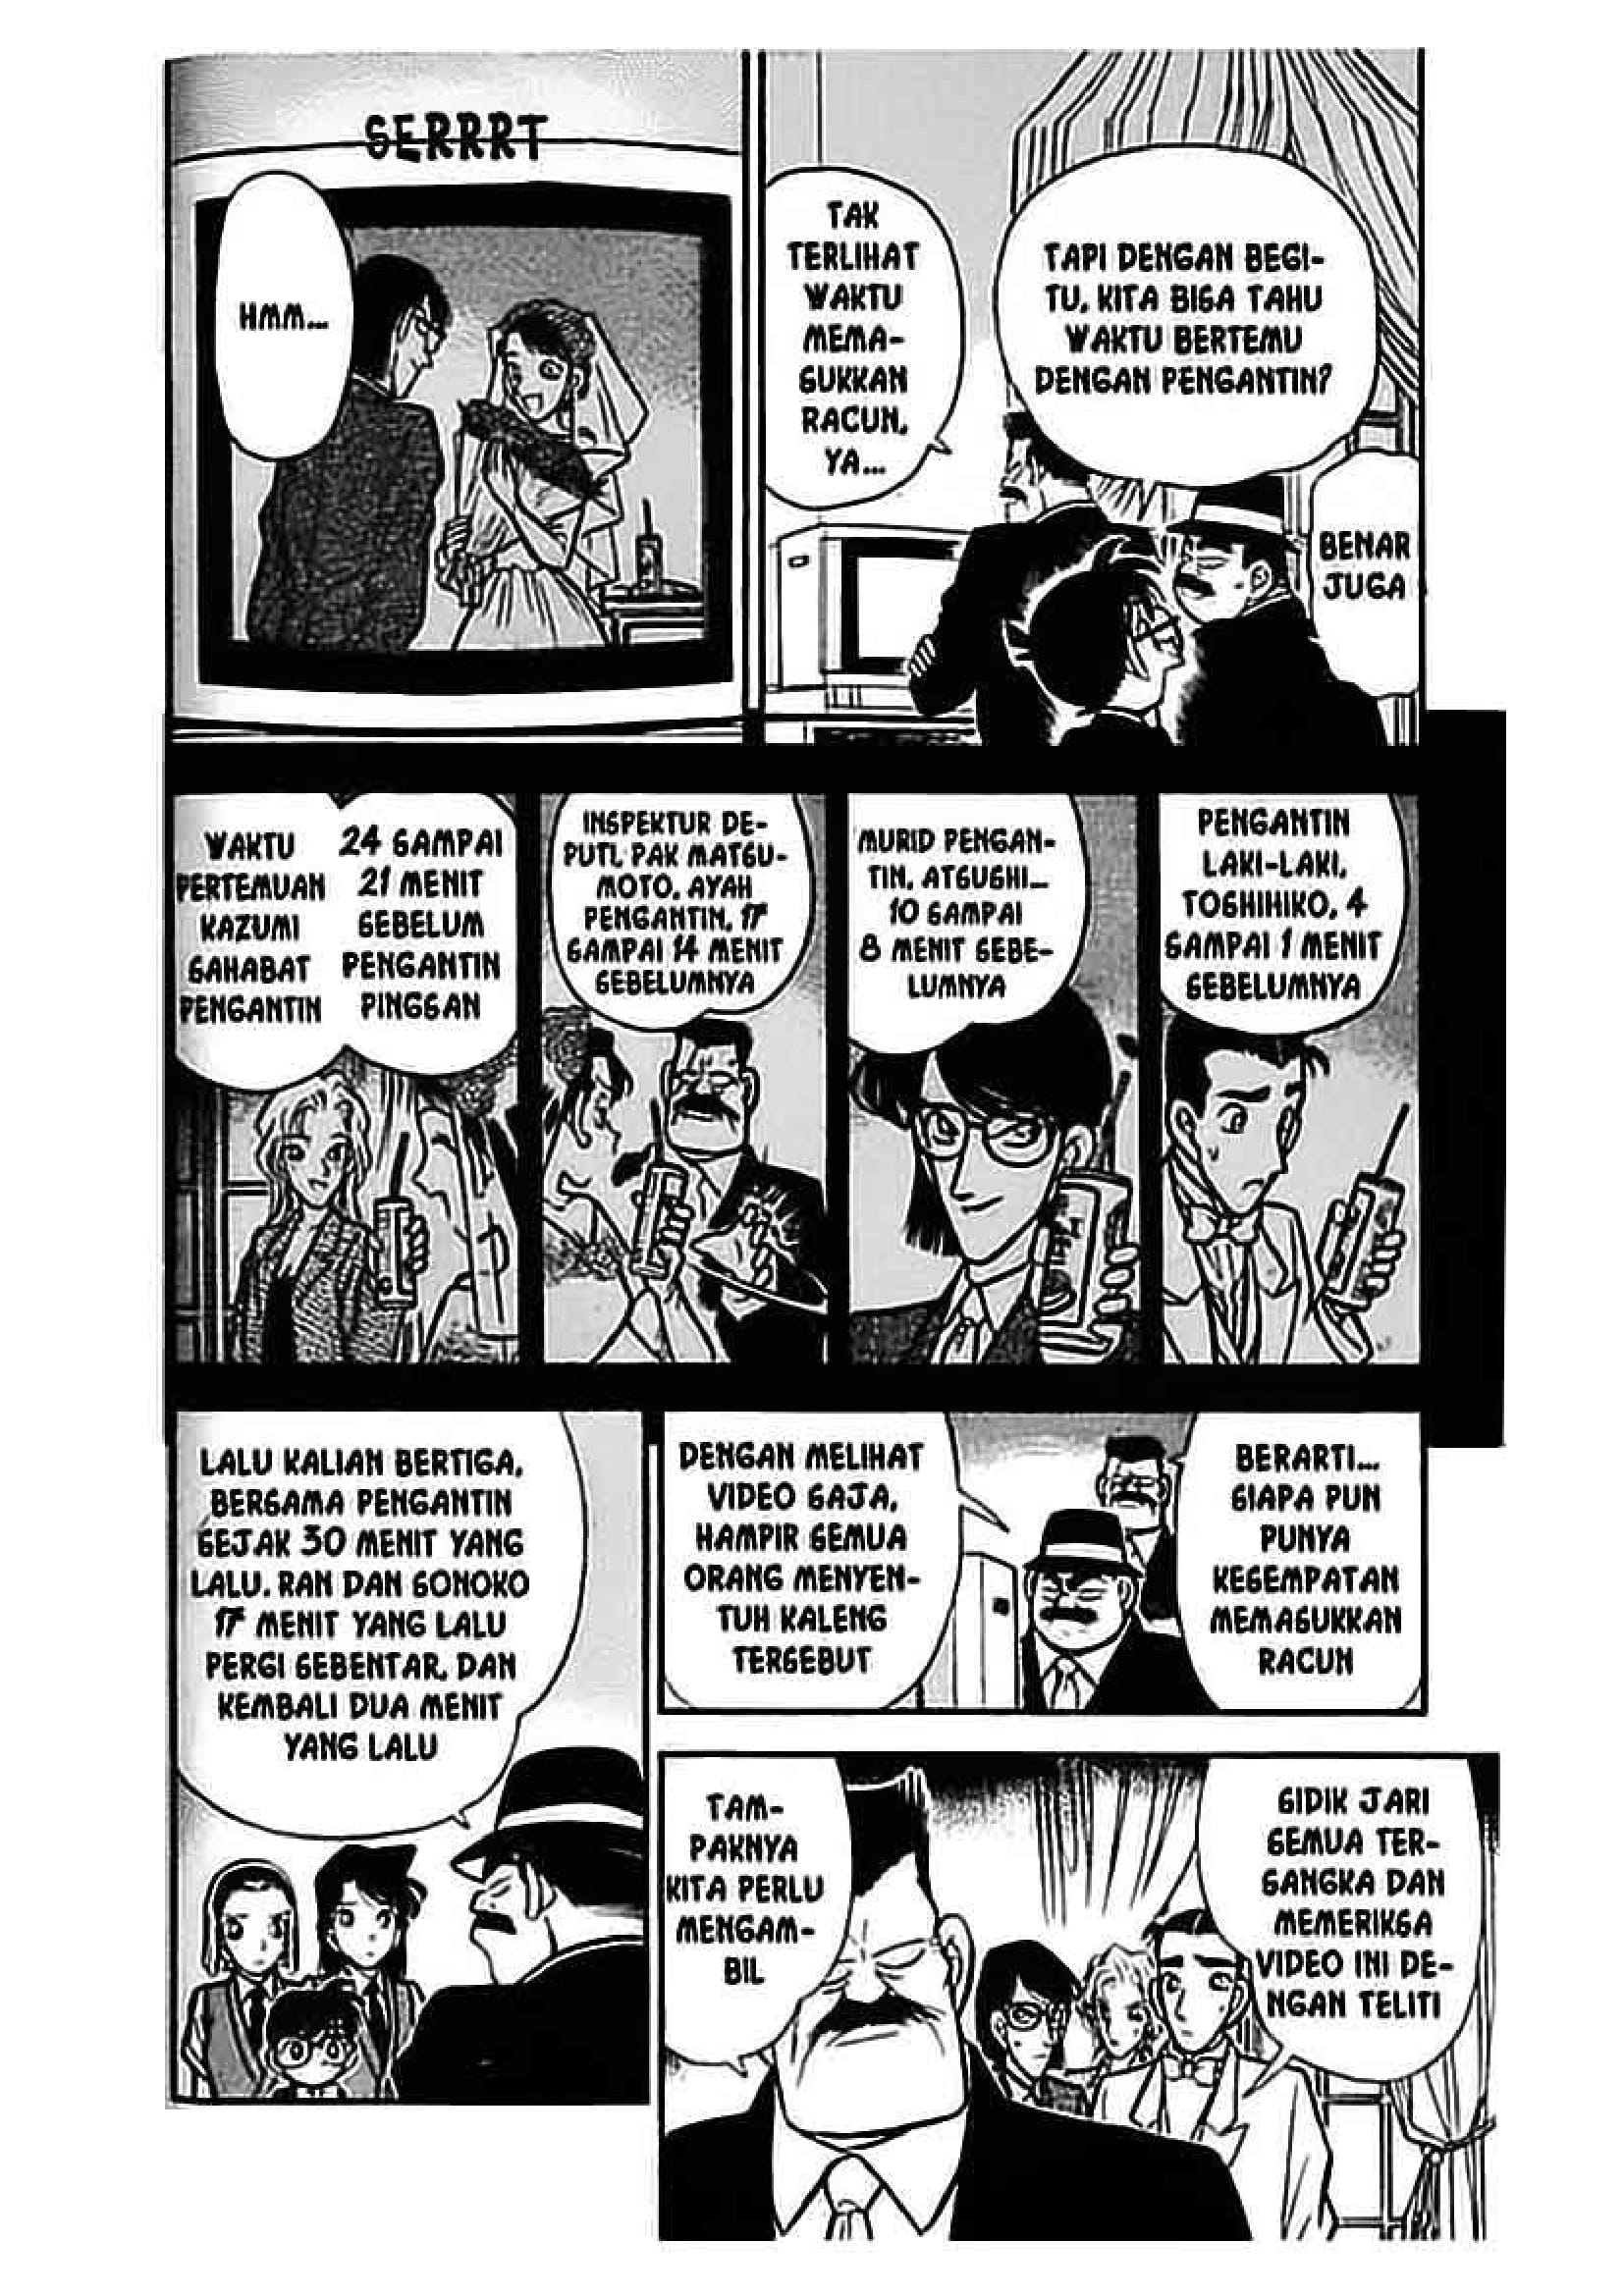 SERRRT
HMM...
TAK
TERLIHAT
WAKTU
MEMA-
SUKKAN
RACUN,
YA...
TAPI DENGAN BEGI-
TU, KITA BISA TAHU
WAKTU BERTEMU
DENGAN PENGANTIN?
BENAR
JUGA
WAKTU
PERTEMUAN
KAZUMI
SAHABAT
PENGANTIN
24 SAMPAI
21 MENIT
SEBELUM
PENGANTIN
PINGSAN
INSPEKTUR DE-
PUTI, PAK MATSU-
MOTO, AYAH
PENGANTIN, 17
SAMPAI 14 MENIT
SEBELUMNYA
MURID PENGAN-
TIN, ATSUSHI...
10 SAMPAI
8 MENIT SEBE-
LUMNYA
PENGANTIN
LAKI-LAKI,
TOSHIHIKO, 4
SAMPAI 1 MENIT
SEBELUMNYA
LALU KALIAN BERTIGA,
BERSAMA PENGANTIN
SEJAK 30 MENIT YANG
LALU. RAN DAN SONOKO
17 MENIT YANG LALU
PERGI SEBENTAR, DAN
KEMBALI DUA MENIT
YANG LALU
DENGAN MELIHAT
VIDEO SAJA,
HAMPIR SEMUA
ORANG MENYEN-
TUH KALENG
TERSEBUT
BERARTI...
SIAPA PUN
PUNYA
KESEMPATAN
MEMASUKKAN
RACUN
TAM-
PAKNYA
KITA PERLU
MENGAM-
BIL
SIDIK JARI
SEMUA TER-
SANGKA DAN
MEMERIKSA
VIDEO INI DE-
NGAN TELITI